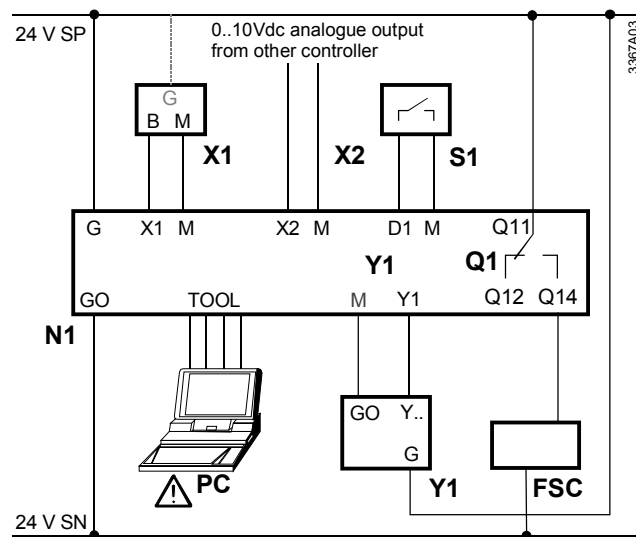 24 V SP
0..10Vdc analogue output
from other controller
3367A03
G
B M
X1
X2
S1
G X1 M X2 M D1 M Q11
Y1
Q1
GO TOOL M Y1 Q12 Q14
N1
GO Y..
G
PC
Y1
FSC
24 V SN